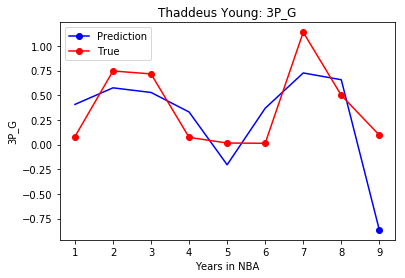 Thaddeus Young: 3P_G
Prediction
True
1.00
0.75
0.50
0.25
0.00
−0.25
−0.50
−0.75
3P_G
1 2 3 4 5 6 7 8 9
Years in NBA